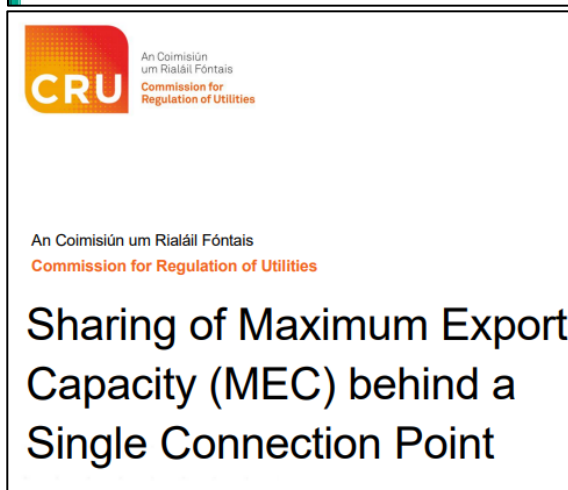 CRU
An Coimisiún
um Rialáil Fóntais
Commission for
Regulation of Utilities
An Coimisiún um Rialáil Fóntais
Commission for Regulation of Utilities
Sharing of Maximum Export
Capacity (MEC) behind a
Single Connection Point